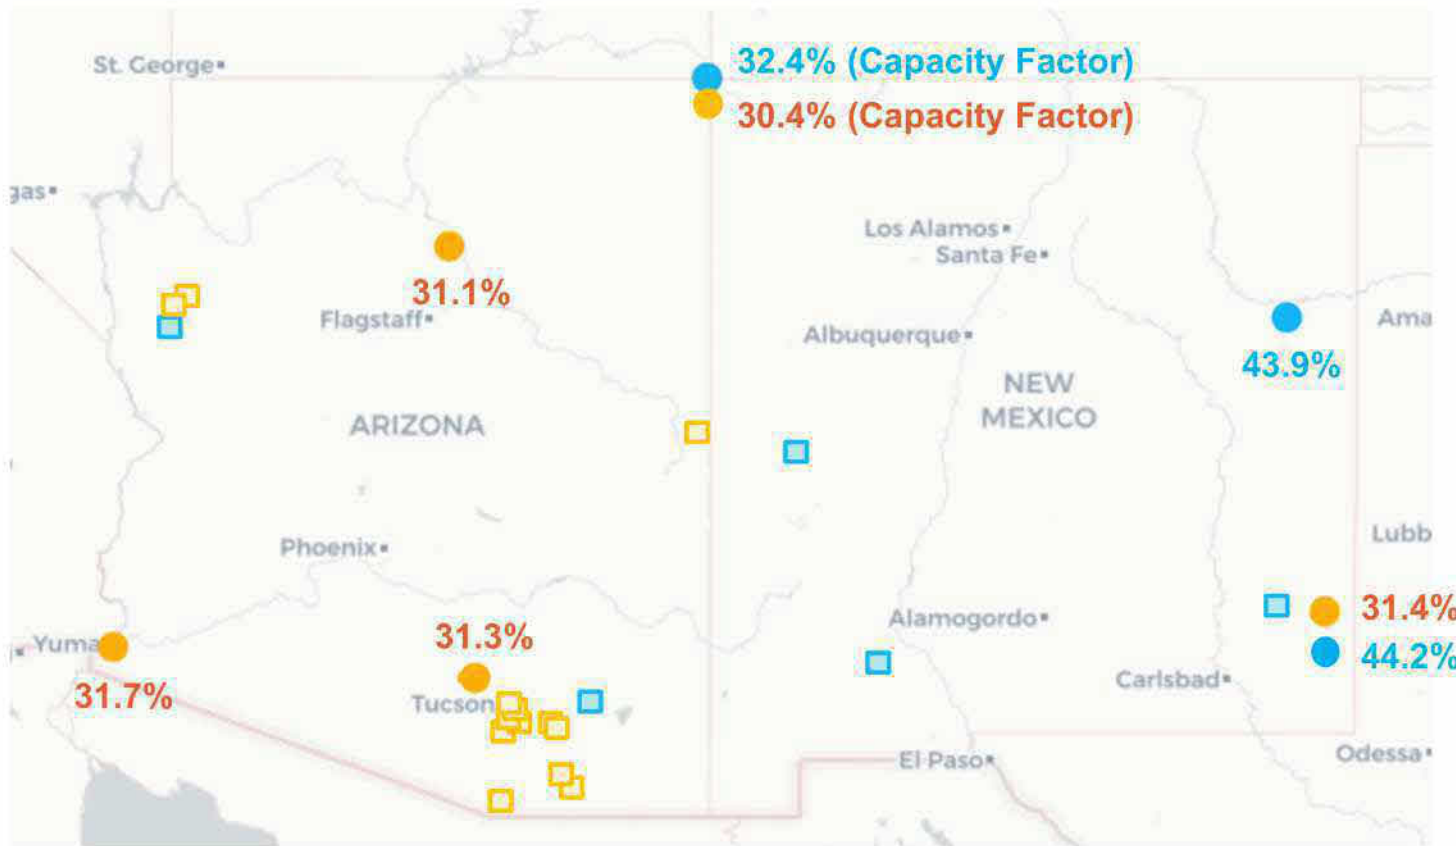 St. George
32.4% (Capacity Factor)
30.4% (Capacity Factor)
gas
Los Alamos
Santa Fe
31.1%
Flagstaff
Albuquerque
Ama
43.9%
NEW
MEXICO
ARIZONA
Phoenix
Lubb
31.4%
Alamogordo
31.3%
Yuma
44.2%
31.7%
Tucson
Carlsbad
El Paso
Odessa